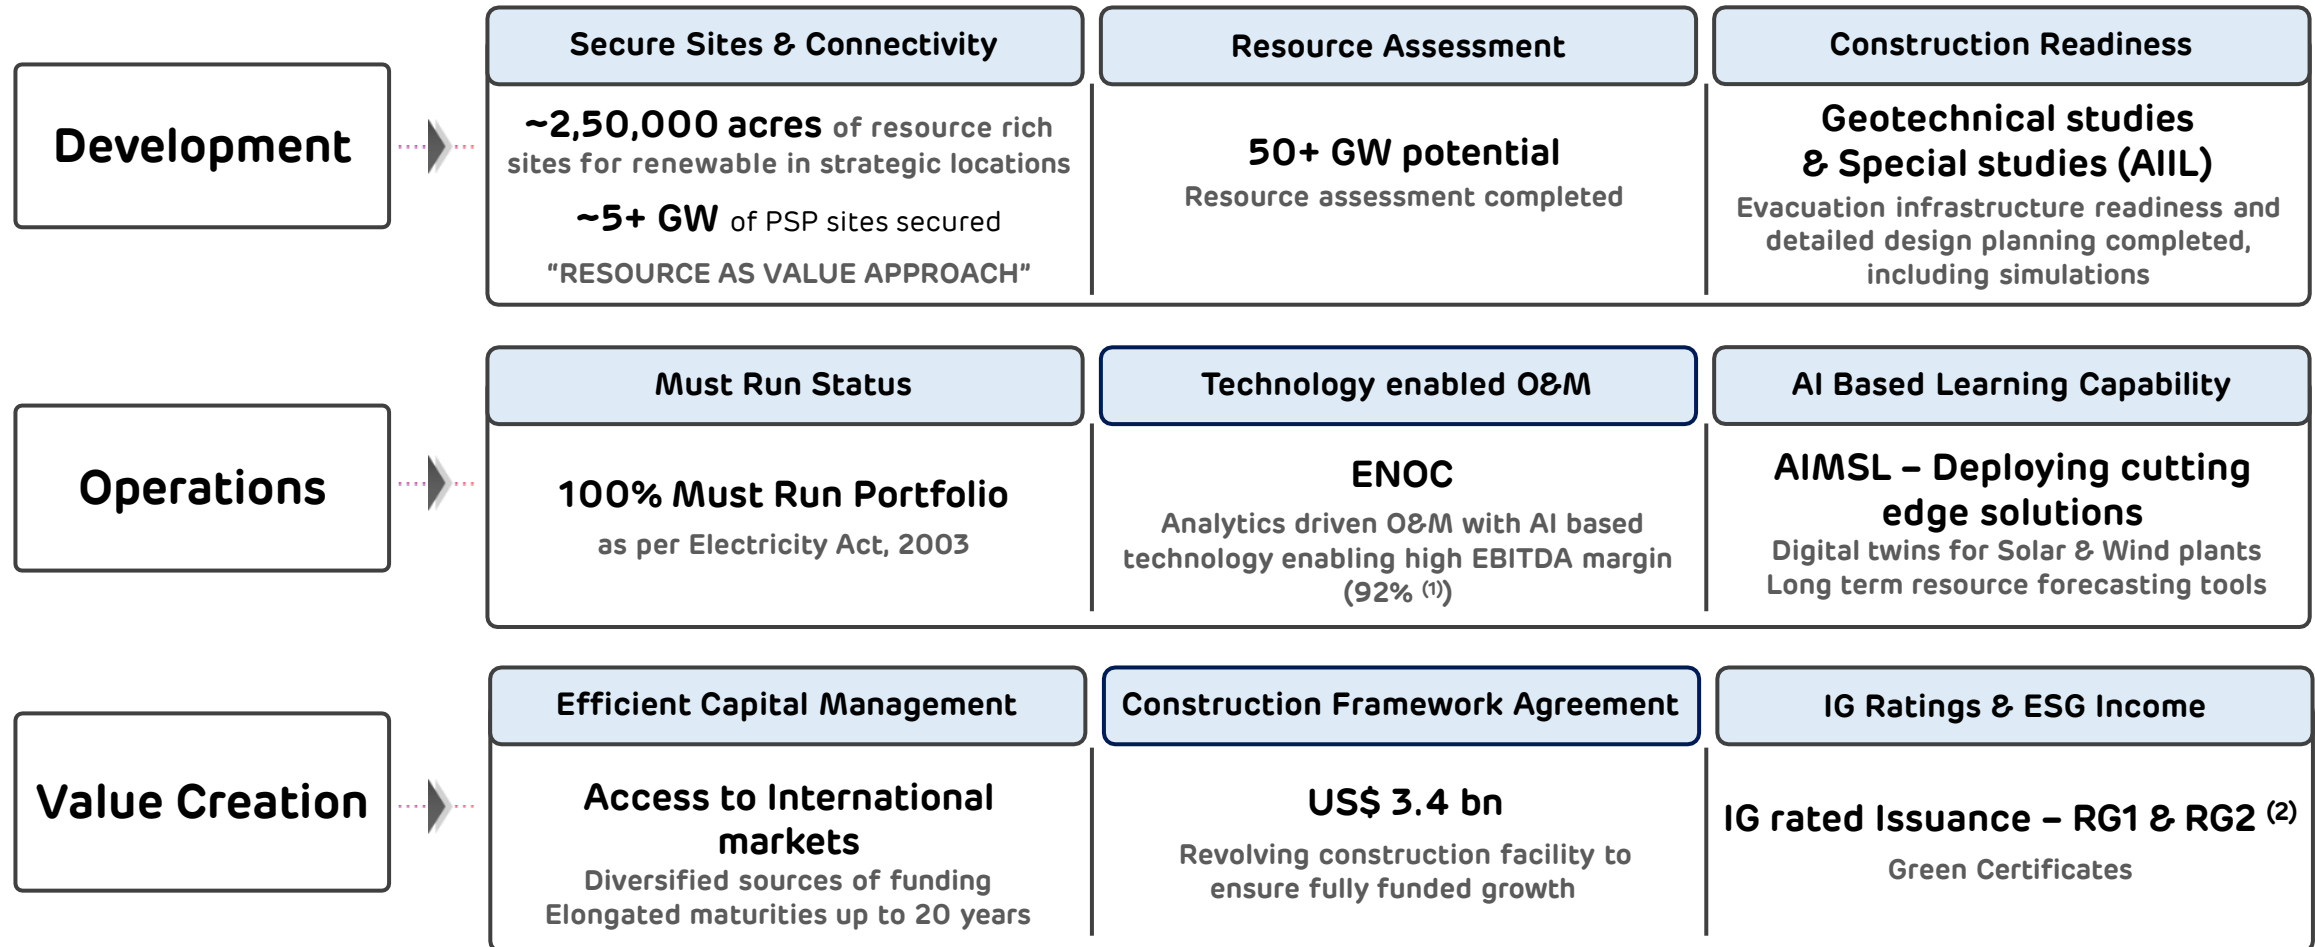 Development
Secure Sites & Connectivity
~2,50,000 acres of resource rich
sites for renewable in strategic locations
~5+ GW of PSP sites secured
"RESOURCE AS VALUE APPROACH"
Resource Assessment
50+ GW potential
Resource assessment completed
Construction Readiness
Geotechnical studies
& Special studies (AIIL)
Evacuation infrastructure readiness and
detailed design planning completed,
including simulations
Operations
Must Run Status
100% Must Run Portfolio
as per Electricity Act, 2003
Technology enabled O&M
ENOC
Analytics driven O&M with AI based
technology enabling high EBITDA margin
(92% (1))
AI Based Learning Capability
AIMSL – Deploying cutting
edge solutions
Digital twins for Solar & Wind plants
Long term resource forecasting tools
Value Creation
Efficient Capital Management
Access to International
markets
Diversified sources of funding
Elongated maturities up to 20 years
Construction Framework Agreement
US$ 3.4 bn
Revolving construction facility to
ensure fully funded growth
IG Ratings & ESG Income
IG rated Issuance – RG1 & RG2 (2)
Green Certificates